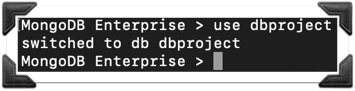 MongoDB Enterprise > use dbproject
switched to db dbproject
MongoDB Enterprise >